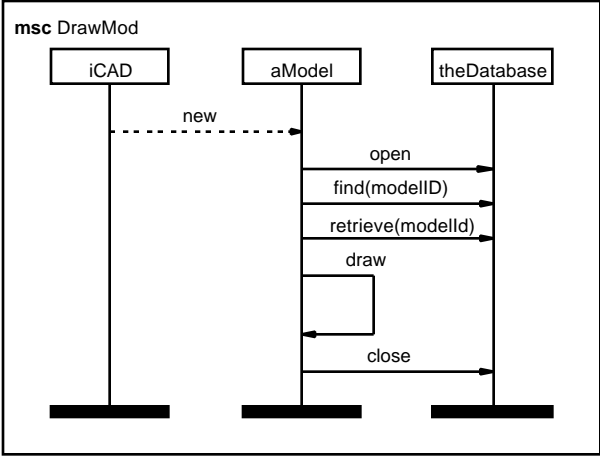 msc DrawMod
iCAD aModel theDatabase
new
open
find(modelID)
retrieve(modelId)
draw
close